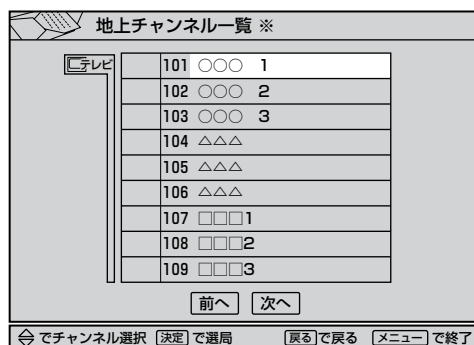 地上チャンネル一覧 ※
テレビ
101 ○○○ 1
102 ○○○ 2
103 ○○○ 3
104 △△△
105 △△△
106 △△△
107 □□□1
108 □□□2
109 □□□3
前へ 次へ
でチャンネル選択 決定 で選局 戻る で戻る メニュー で終了